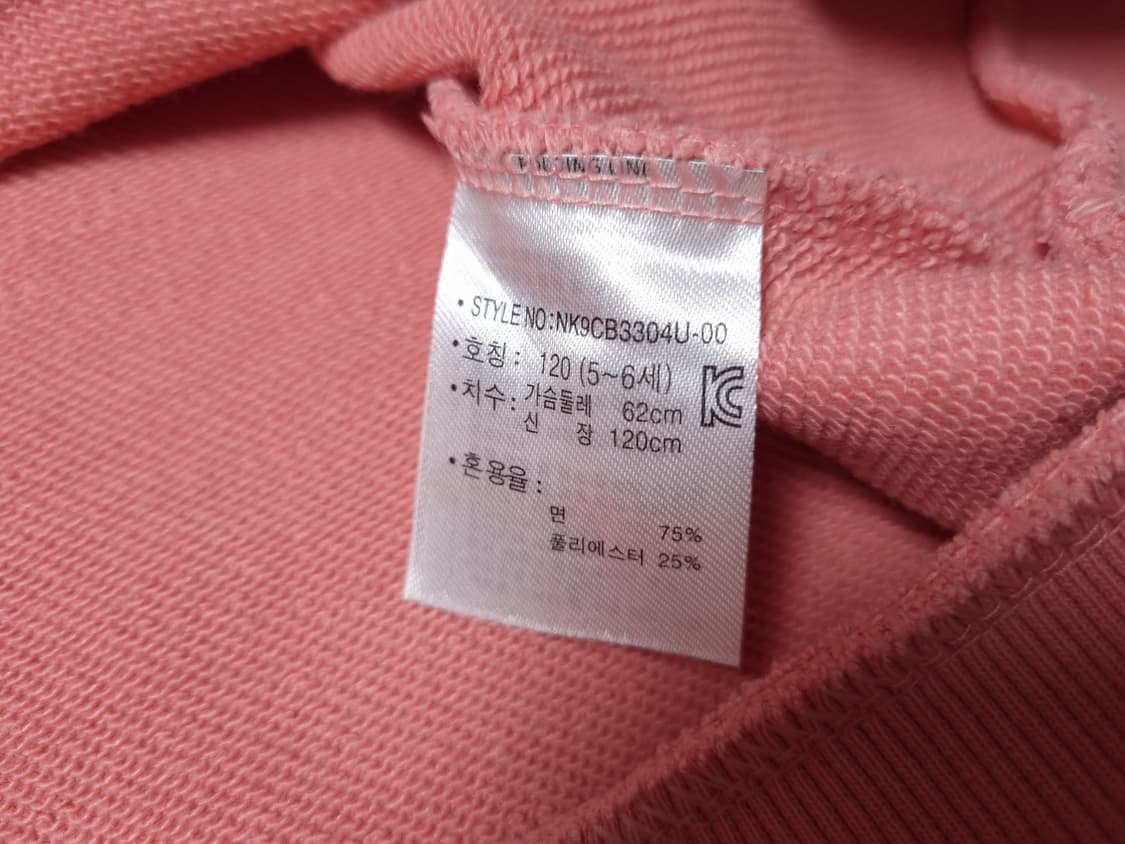 • STYLE NO:NK9CB3304U-00
• 호칭 : 120 (5~6세)
• 치수 : 가슴둘레 62cm
신 장 120cm
KC
• 혼용율 :
면 75%
폴리에스터 25%